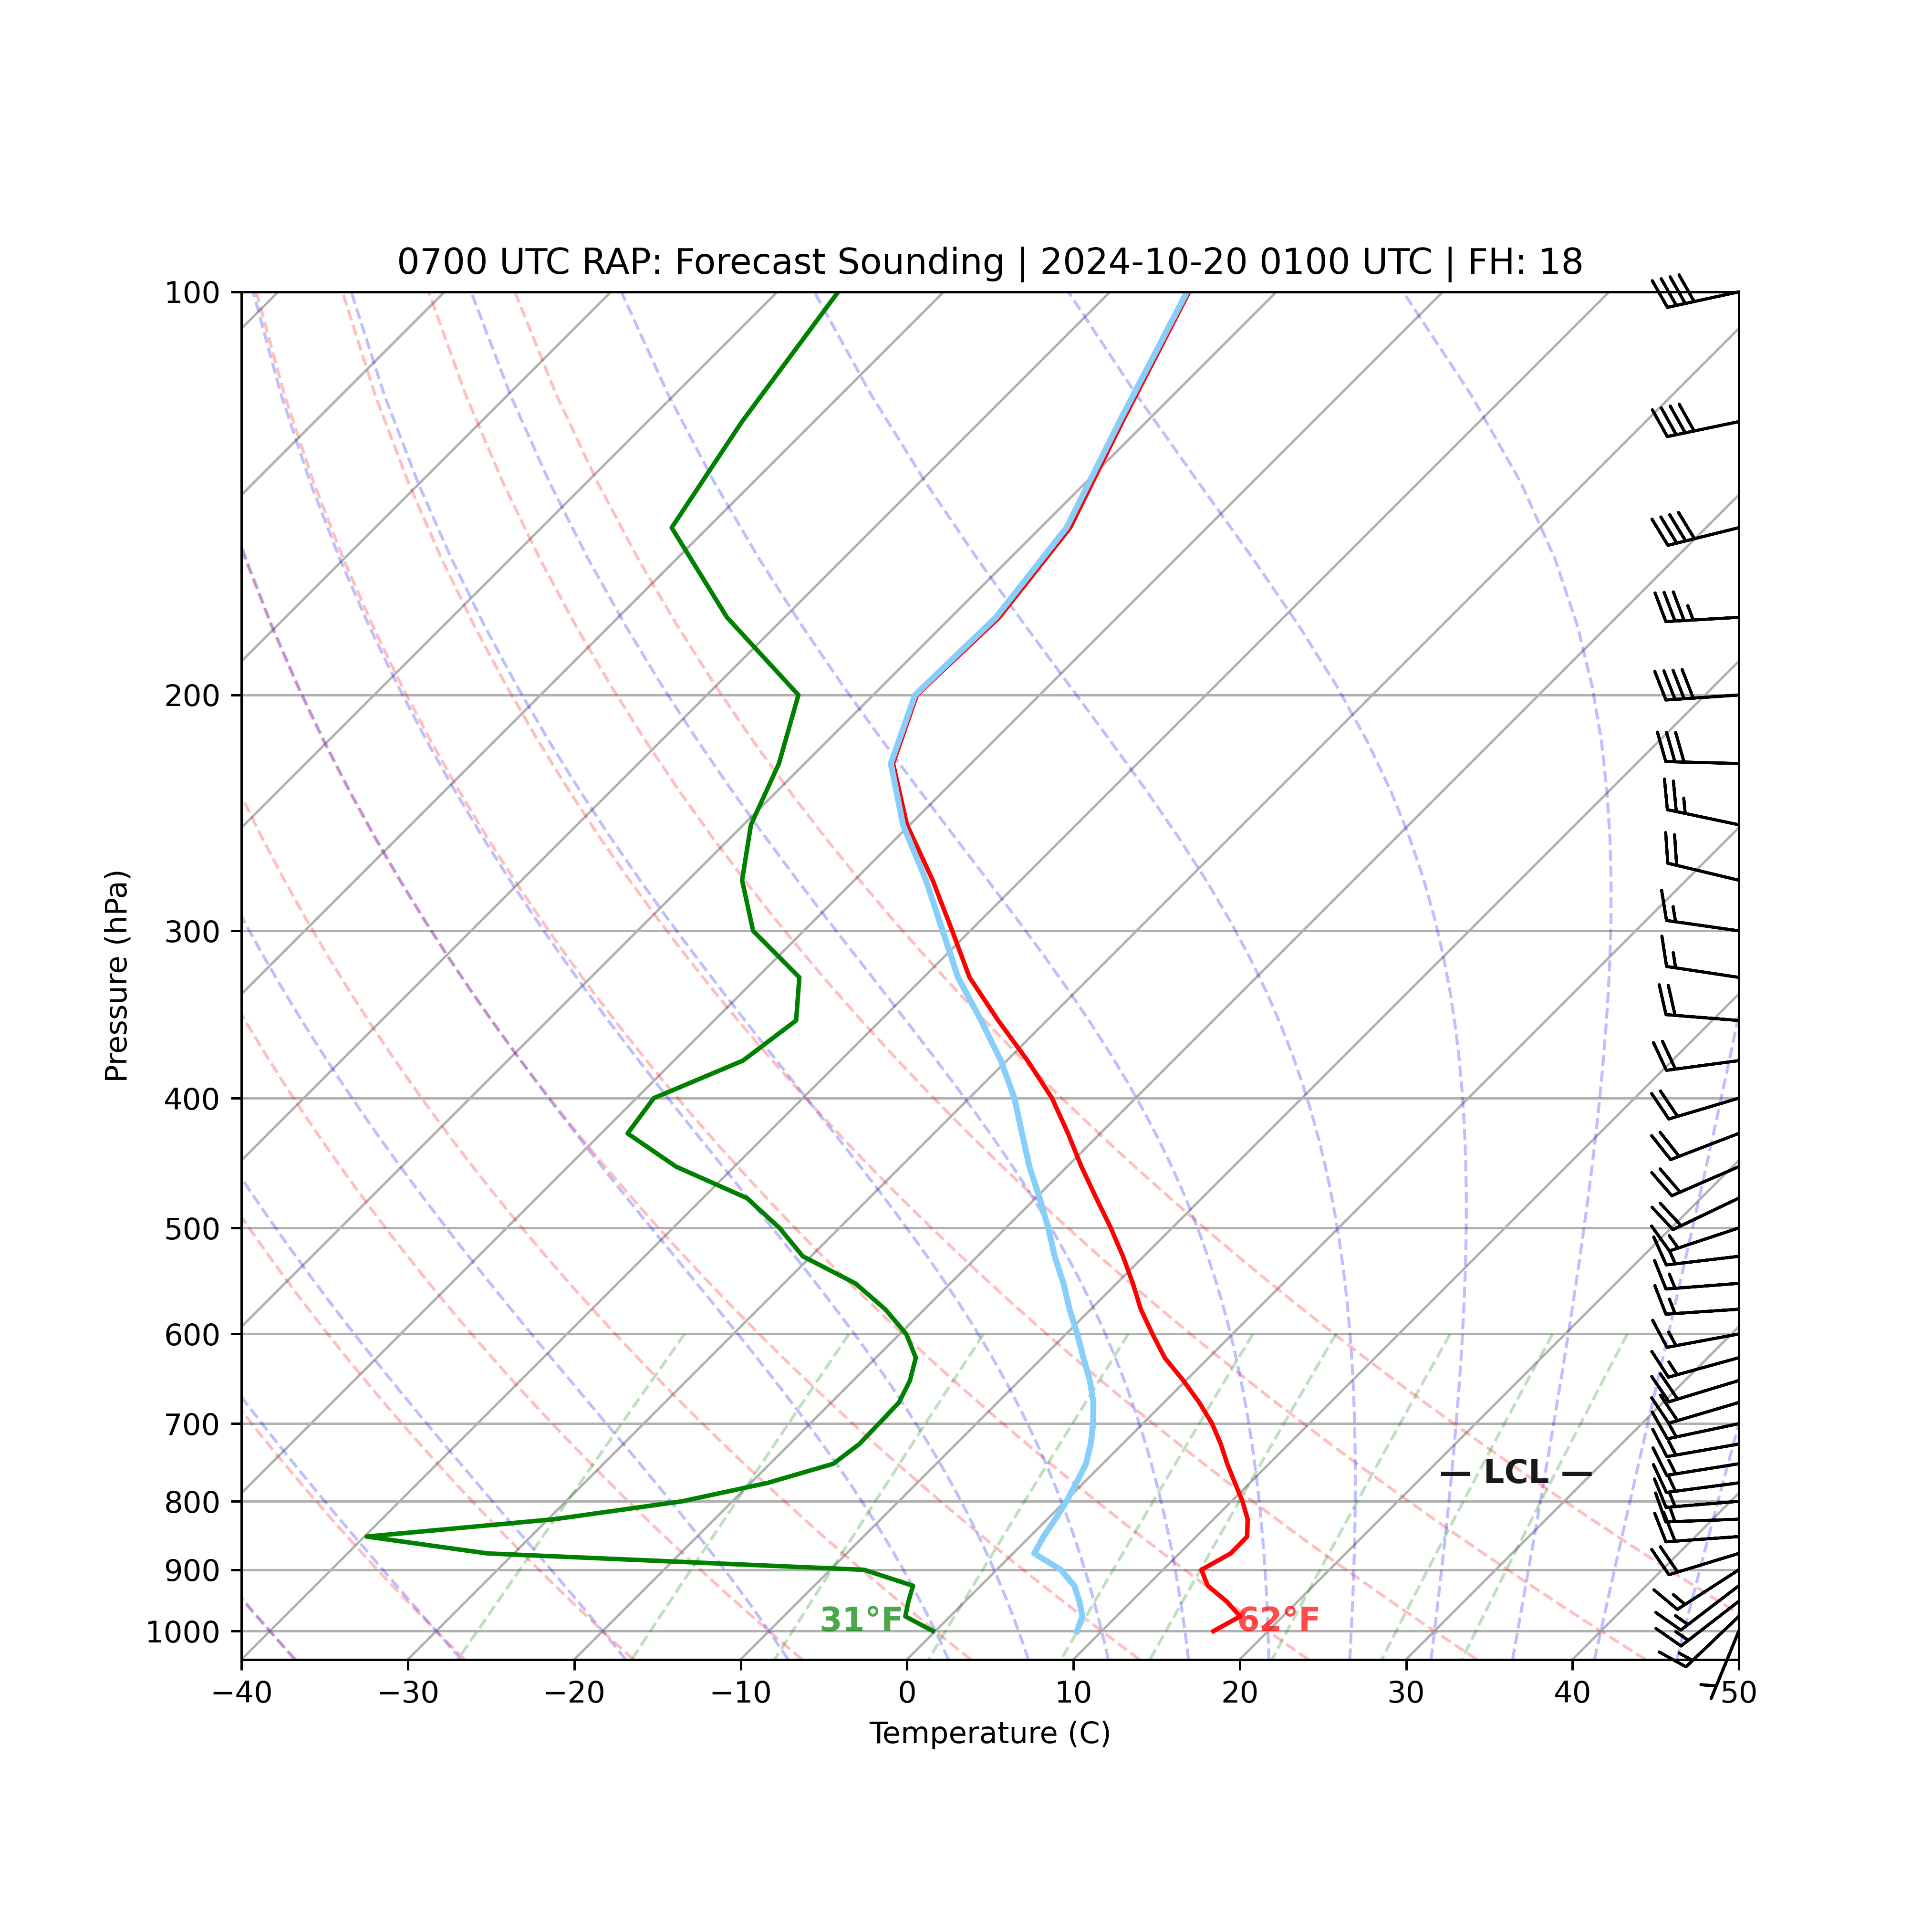 0700 UTC RAP: Forecast Sounding | 2024-10-20 0100 UTC | FH: 18
100
200
300
400
500
600
700
800
900
1000
Pressure (hPa)
— LCL —
31°F
62°F
−40 −30 −20 −10 0 10 20 30 40 50
Temperature (C)